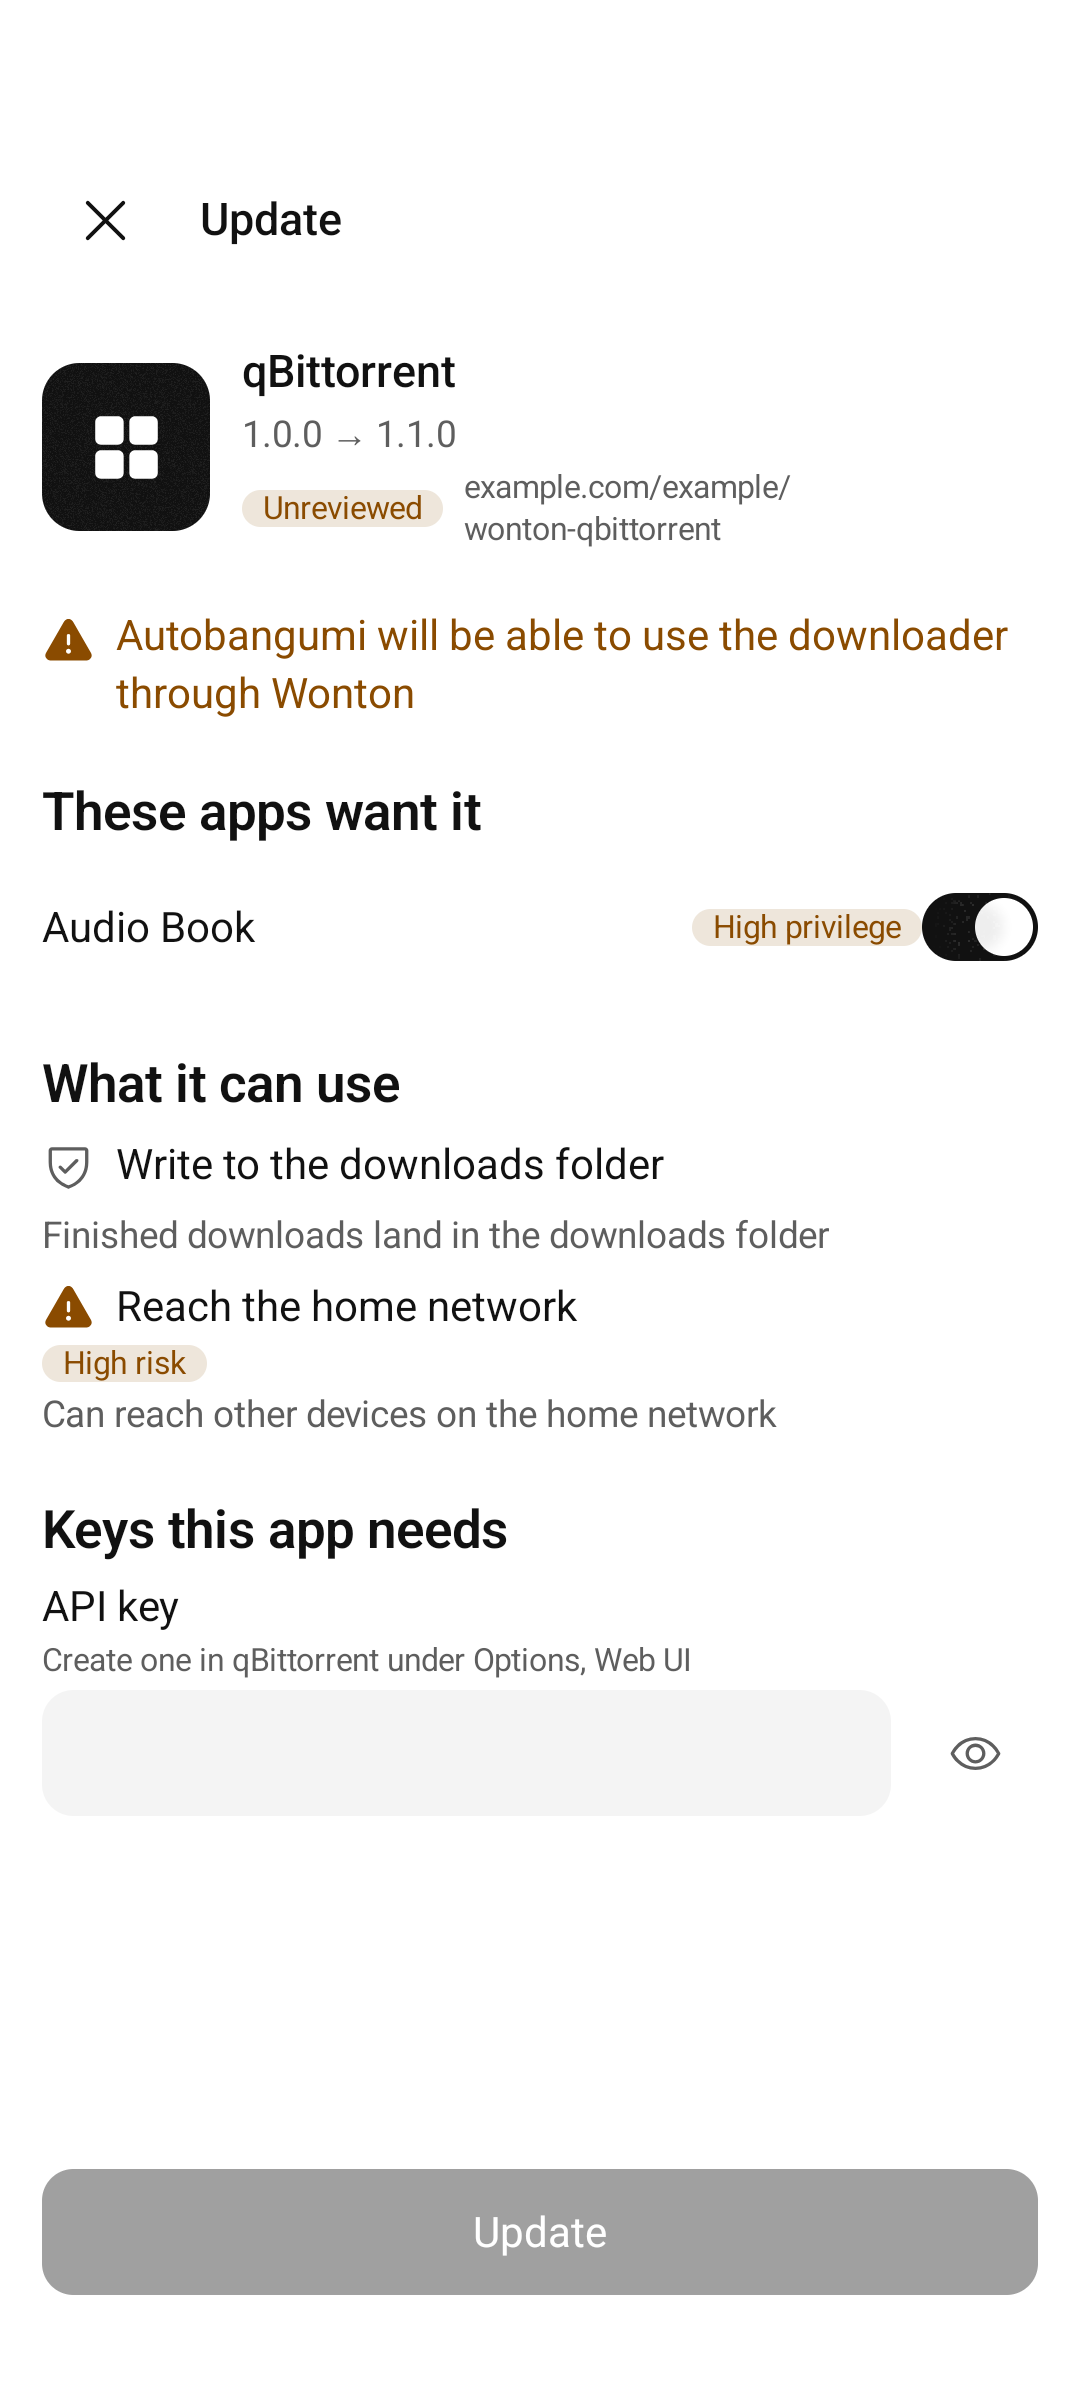 Update
qBittorrent
1.0.0 → 1.1.0
Unreviewed
example.com/example/
wonton-qbittorrent
Autobangumi will be able to use the downloader
through Wonton
These apps want it
Audio Book
High privilege
What it can use
Write to the downloads folder
Finished downloads land in the downloads folder
Reach the home network
High risk
Can reach other devices on the home network
Keys this app needs
API key
Create one in qBittorrent under Options, Web UI
Update